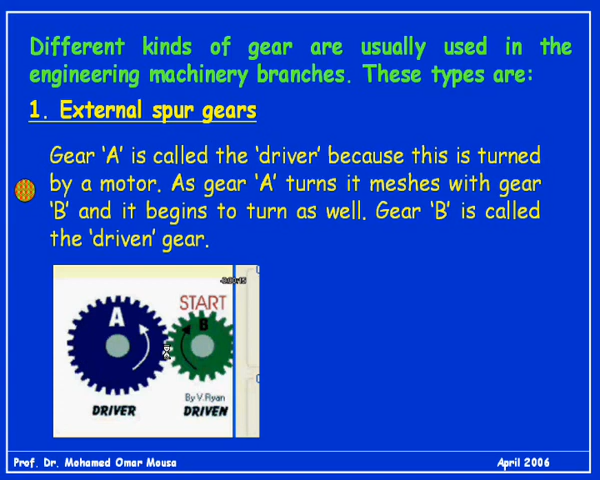 Different kinds of gear are usually used in the
engineering machinery branches. These types are:
1. External spur gears
Gear ‘A’ is called the ‘driver’ because this is turned
by a motor. As gear ‘A’ turns it meshes with gear
‘B’ and it begins to turn as well. Gear ‘B’ is called
the ‘driven’ gear.
START
A
B
By V.Ryan
DRIVER
DRIVEN
Prof. Dr. Mohamed Omar Mousa
April 2006